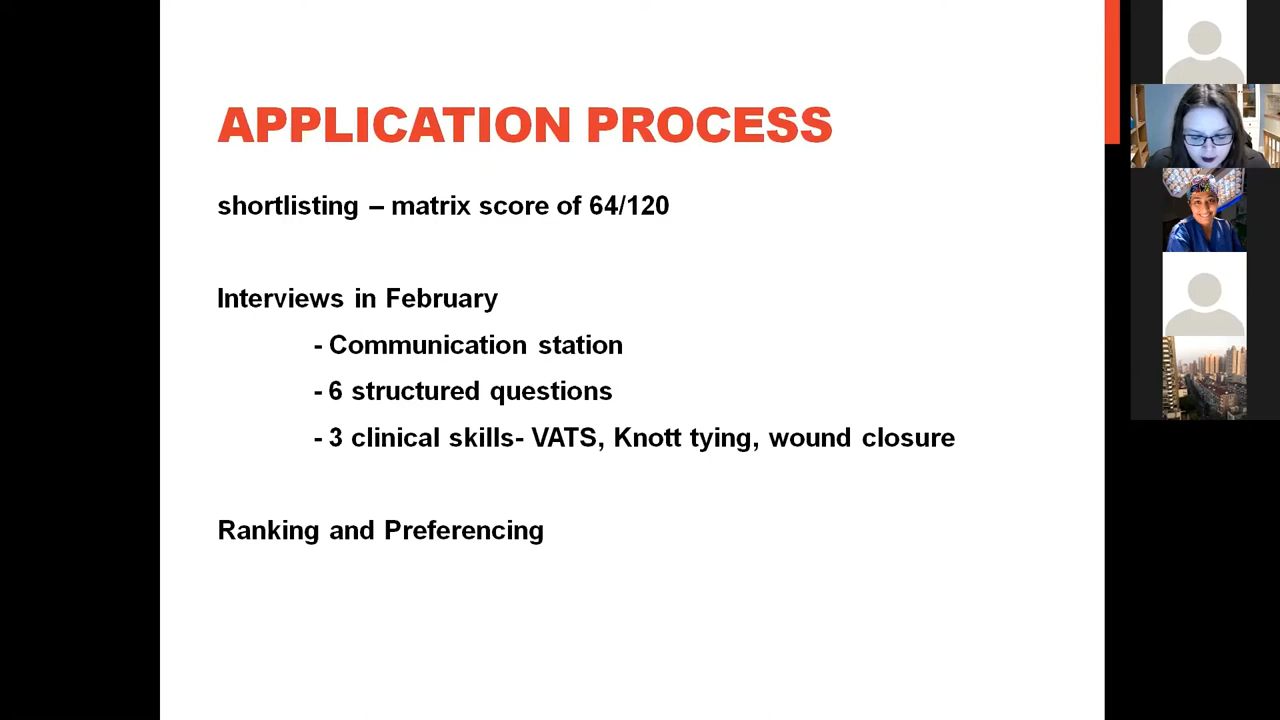 APPLICATION PROCESS
shortlisting – matrix score of 64/120
Interviews in February
- Communication station
- 6 structured questions
- 3 clinical skills- VATS, Knott tying, wound closure
Ranking and Preferencing